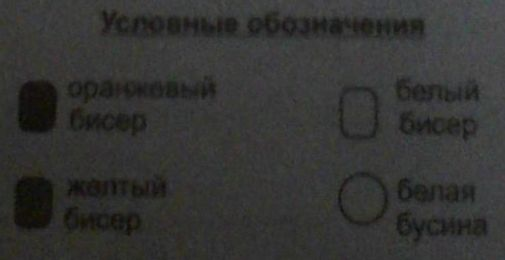 Условные обозначения
оранжевый
бисер
белый
бисер
желтый
бисер
белая
бусина